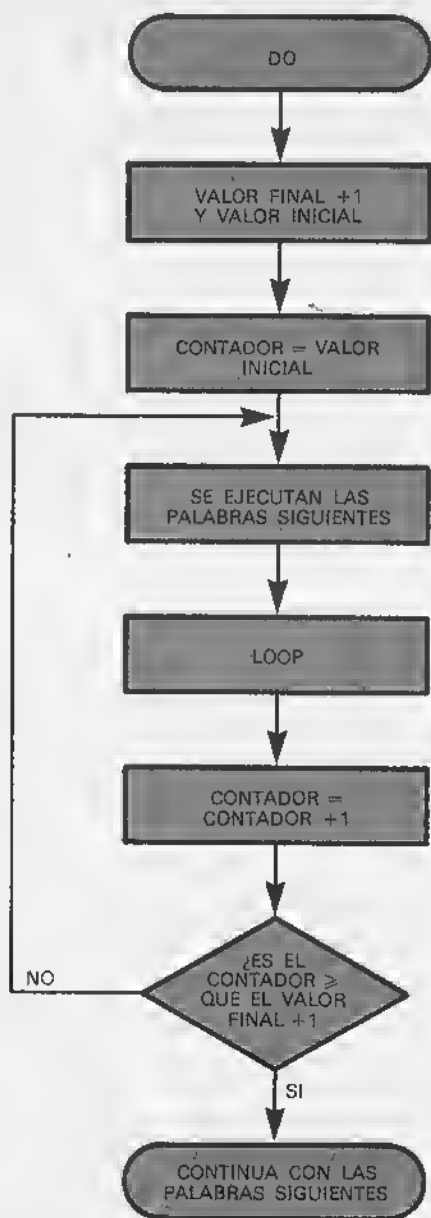 DO
VALOR FINAL +1
Y VALOR INICIAL
CONTADOR = VALOR
INICIAL
SE EJECUTAN LAS
PALABRAS SIGUIENTES
LOOP
CONTADOR =
CONTADOR +1
¿ES EL
CONTADOR ⩾
QUE EL VALOR
FINAL +1
NO
SI
CONTINUA CON LAS
PALABRAS SIGUIENTES